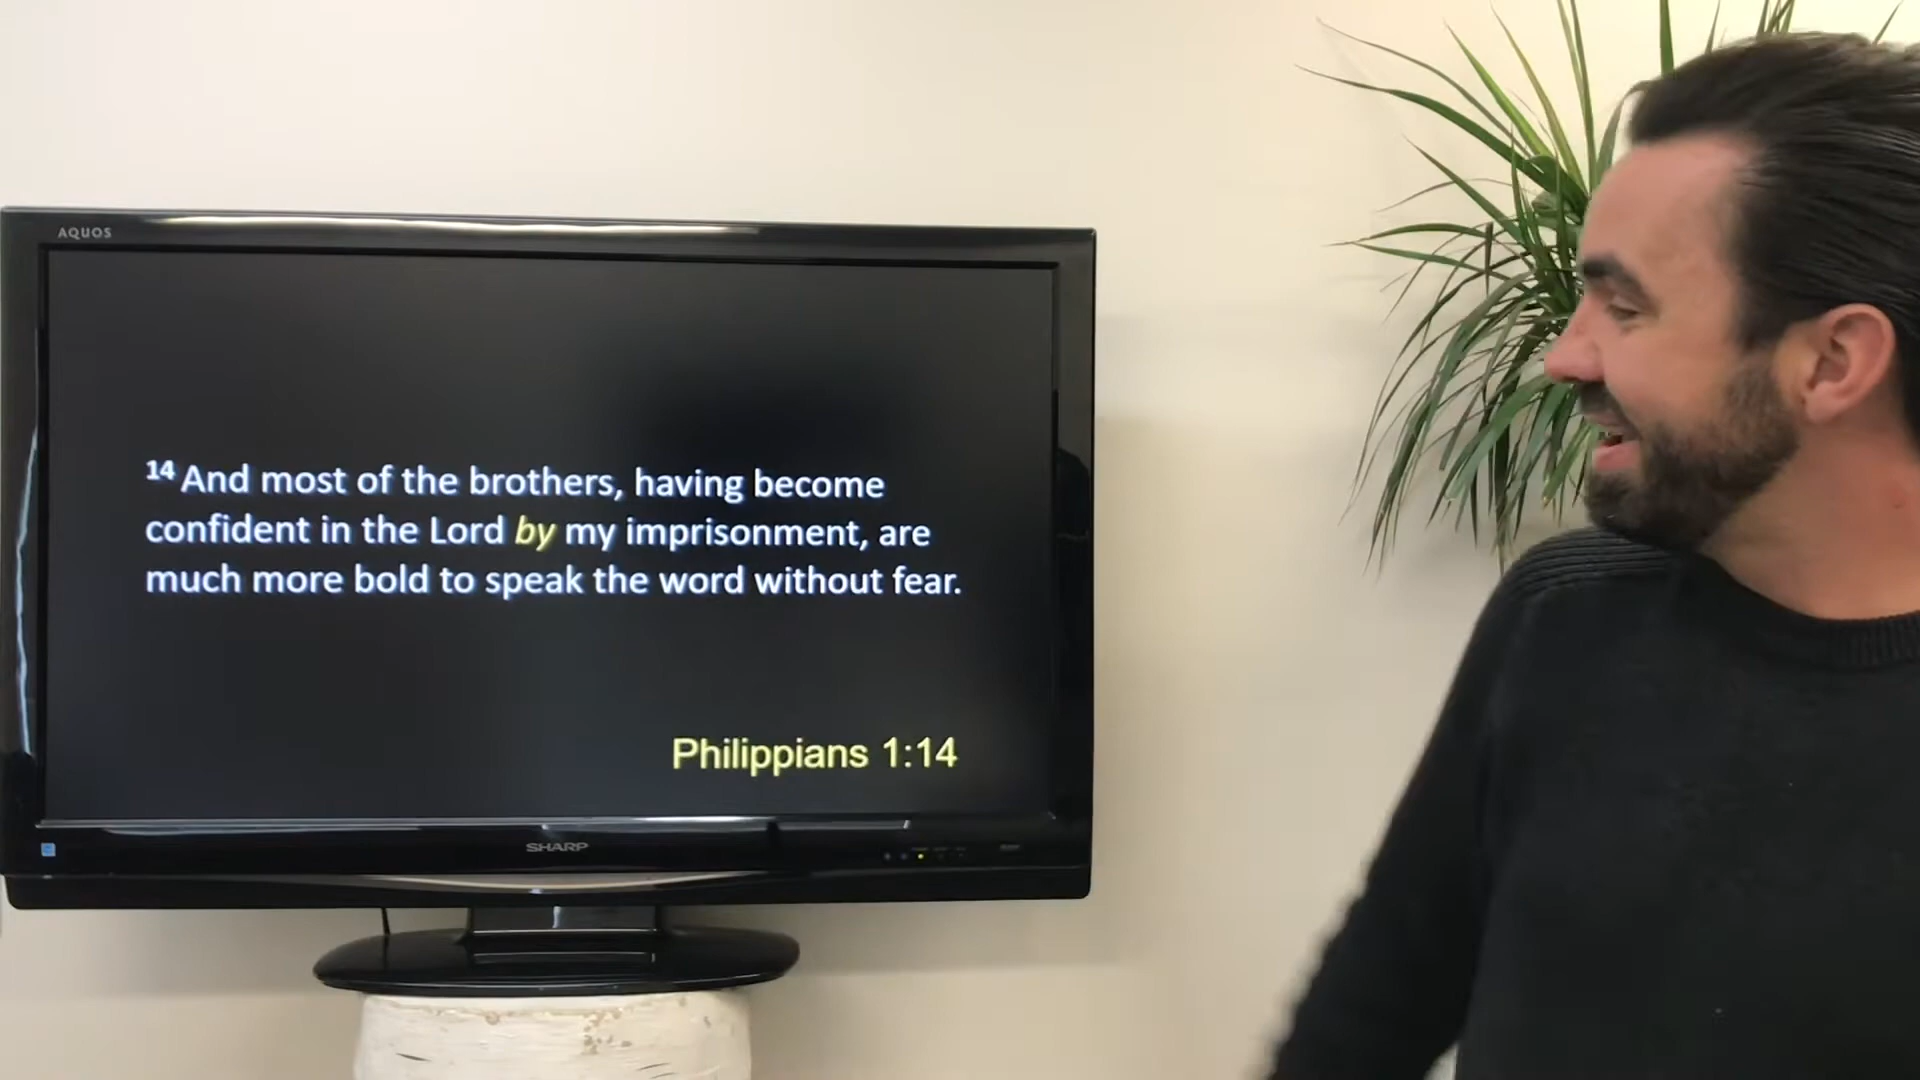 AQUOS
14 And most of the brothers, having become
confident in the Lord by my imprisonment, are
much more bold to speak the word without fear.
Philippians 1:14
SHARP